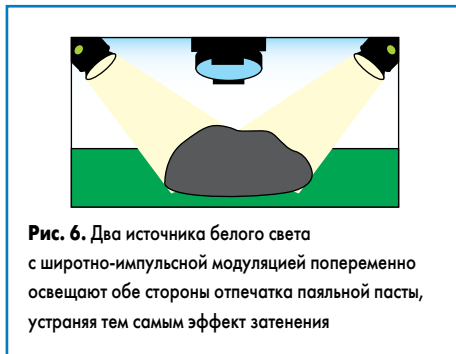 Рис. 6. Два источника белого света
с широтно-импульсной модуляцией попеременно
освещают обе стороны отпечатка паяльной пасты,
устраняя тем самым эффект затенения